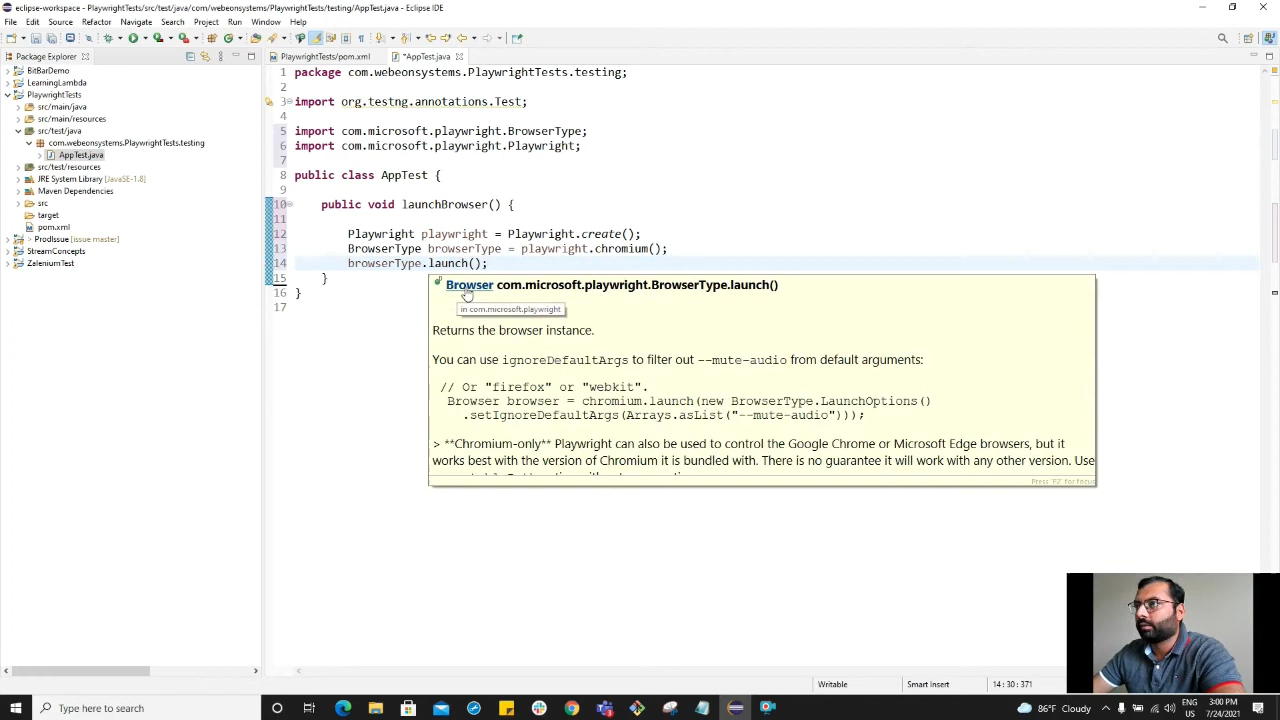 eclipse-workspace - PlaywrightTests/src/test/java/com/webeonsystems/PlaywrightTests/testing/AppTest.java - Eclipse IDE
File Edit Source Refactor Navigate Search Project Run Window Help
Package Explorer
PlaywrightTests/pom.xml
*AppTest.java
BitBarDemo
LearningLambda
PlaywrightTests
src/main/java
src/main/resources
src/test/java
com.webeonsystems.PlaywrightTests.testing
AppTest.java
src/test/resources
JRE System Library [JavaSE-1.8]
Maven Dependencies
src
target
pom.xml
> ProdIssue [issue master]
StreamConcepts
ZaleniumTest
1 package com.webeonsystems.PlaywrightTests.testing;
2
3 import org.testng.annotations.Test;
4
5 import com.microsoft.playwright.BrowserType;
6 import com.microsoft.playwright.Playwright;
7
8 public class AppTest {
9
10 public void launchBrowser() {
11
12 Playwright playwright = Playwright.create();
13 BrowserType browserType = playwright.chromium();
14 browserType.launch();
15 }
16 }
17
Browser com.microsoft.playwright.BrowserType.launch()
in com.microsoft.playwright
Returns the browser instance.
You can use ignoreDefaultArgs to filter out --mute-audio from default arguments:
// Or "firefox" or "webkit".
Browser browser = chromium.launch(new BrowserType.LaunchOptions()
.setIgnoreDefaultArgs(Arrays.asList("--mute-audio")));
> **Chromium-only** Playwright can also be used to control the Google Chrome or Microsoft Edge browsers, but it
works best with the version of Chromium it is bundled with. There is no guarantee it will work with any other version. Use
Press 'F2' for focus
Writable
Smart Insert
14 : 30 : 371
Type here to search
86°F Cloudy
ENG
US
3:00 PM
7/24/2021